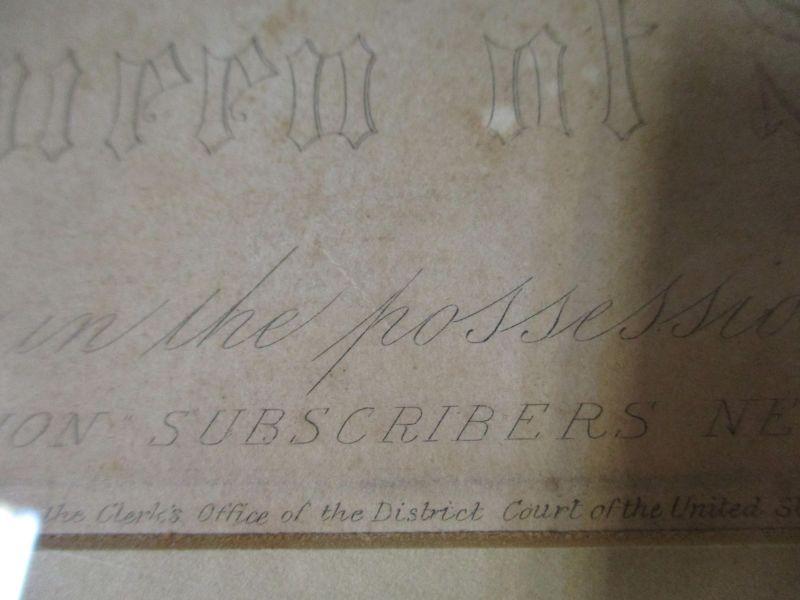 in the possessio
ION SUBSCRIBERS NE
the Clerk's Office of the District Court of the United S